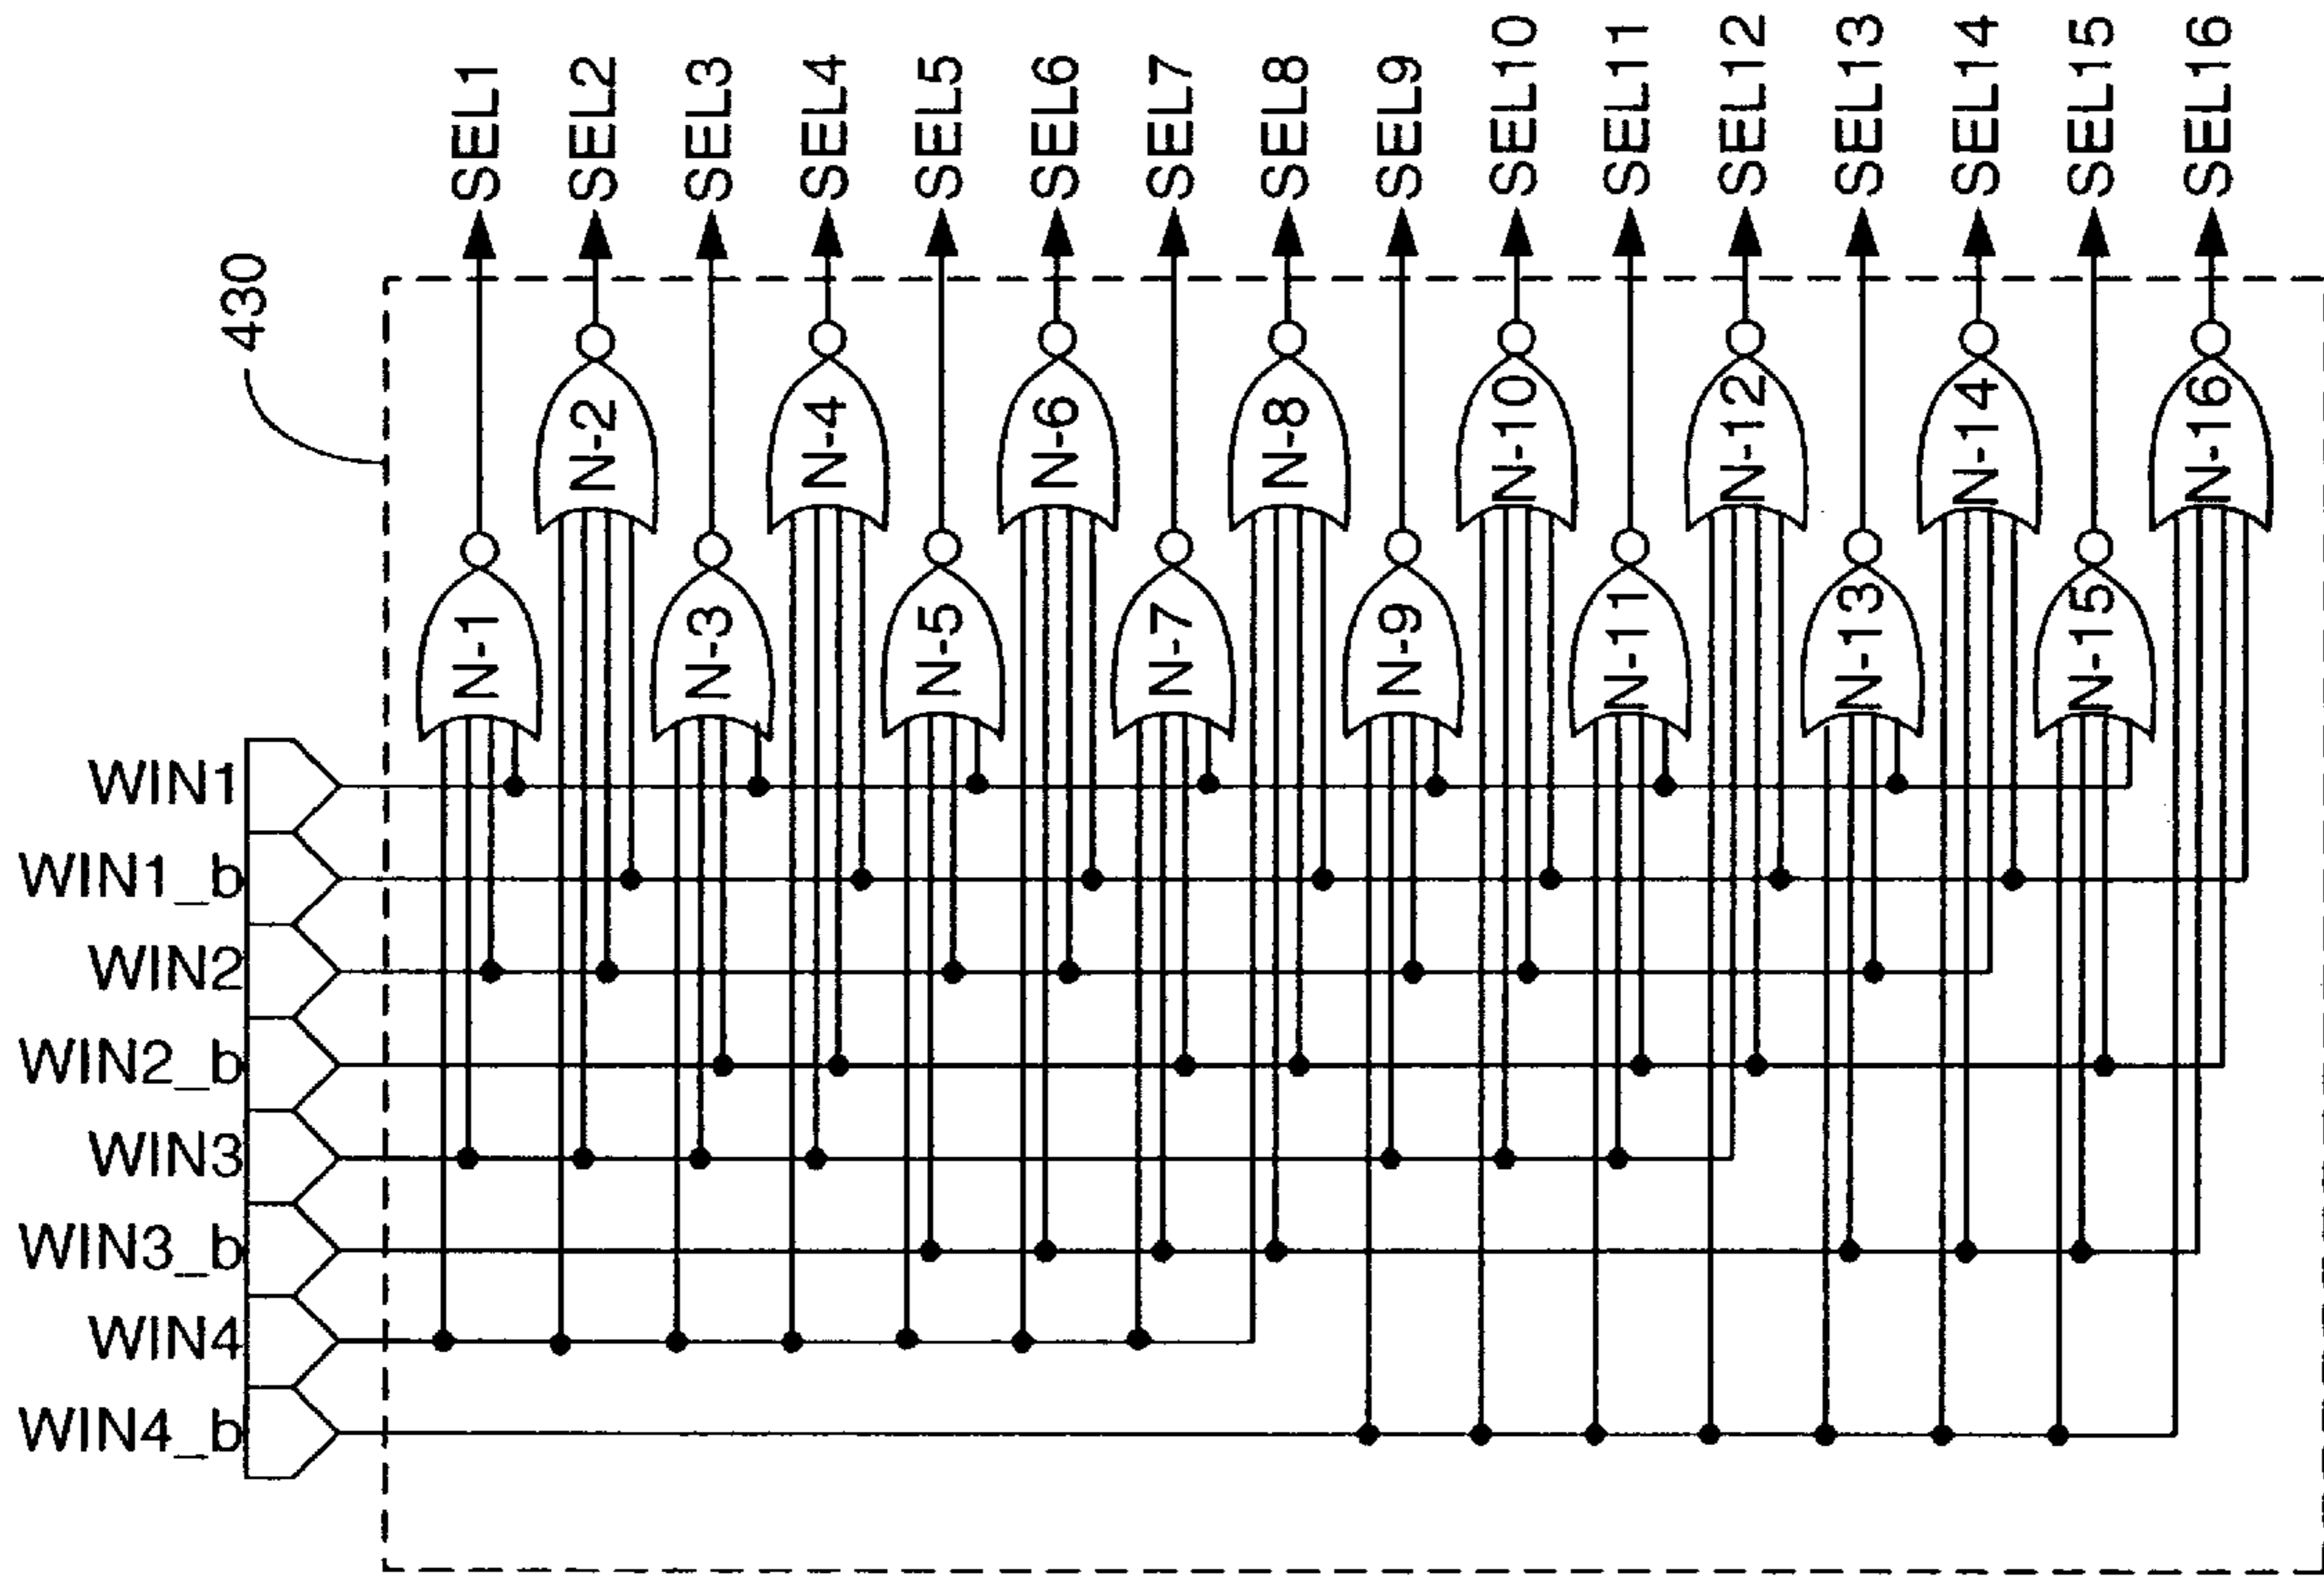 SEL1
SEL2
SEL3
SEL4
SEL5
SEL6
SEL7
SEL8
SEL9
SEL10
SEL11
SEL12
SEL13
SEL14
SEL15
SEL16
430
N-1
N-2
N-3
N-4
N-5
N-6
N-7
N-8
N-9
N-10
N-11
N-12
N-13
N-14
N-15
N-16
WIN1
WIN1_b
WIN2
WIN2_b
WIN3
WIN3_b
WIN4
WIN4_b